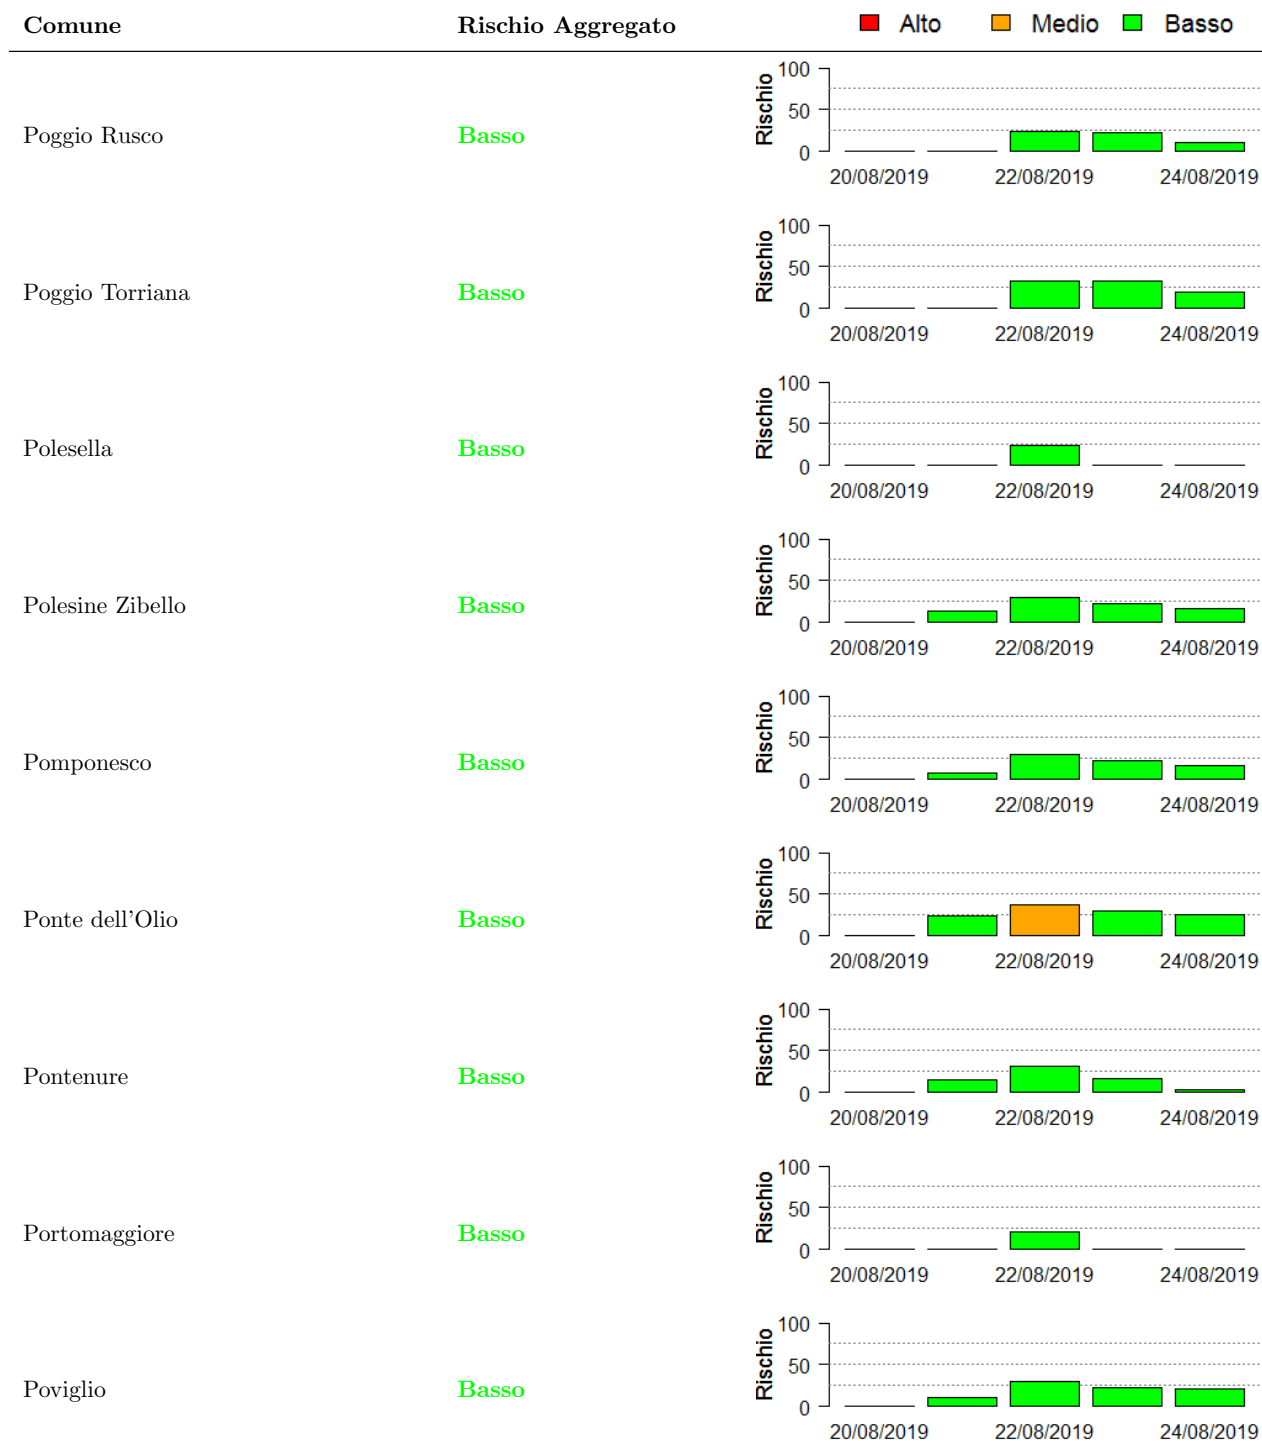 Comune Rischio Aggregato Alto Medio Basso
100
50
0
Rischio
Poggio Rusco Basso
20/08/2019 22/08/2019 24/08/2019
100
50
0
Rischio
Poggio Torriana Basso
20/08/2019 22/08/2019 24/08/2019
100
50
0
Rischio
Polesella Basso
20/08/2019 22/08/2019 24/08/2019
100
50
0
Rischio
Polesine Zibello Basso
20/08/2019 22/08/2019 24/08/2019
100
50
0
Rischio
Pomponesco Basso
20/08/2019 22/08/2019 24/08/2019
100
50
0
Rischio
Ponte dell'Olio Basso
20/08/2019 22/08/2019 24/08/2019
100
50
0
Rischio
Pontenure Basso
20/08/2019 22/08/2019 24/08/2019
100
50
0
Rischio
Portomaggiore Basso
20/08/2019 22/08/2019 24/08/2019
100
50
0
Rischio
Poviglio Basso
20/08/2019 22/08/2019 24/08/2019